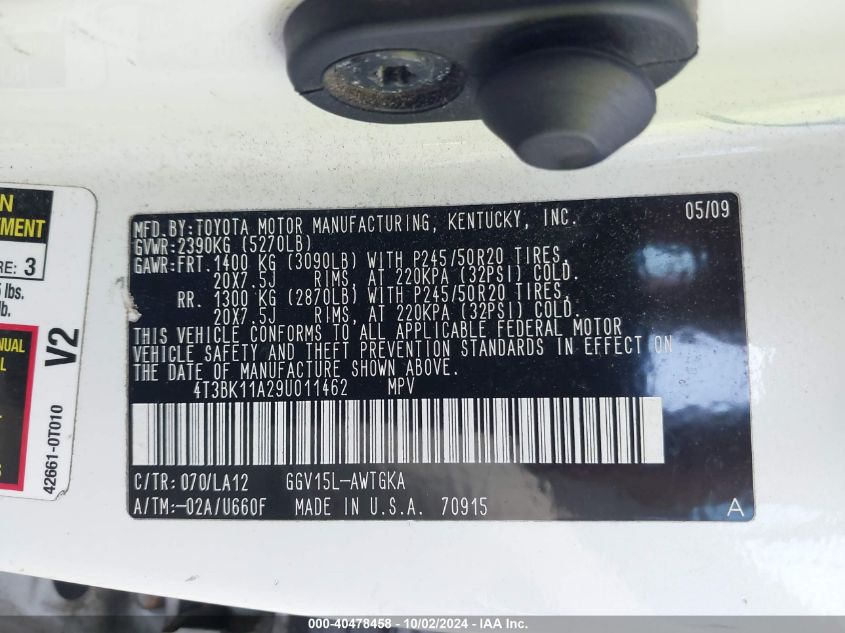 N
TEMENT
RE: 3
5 lbs.
lb.
V2
42661-0T010
MFD.BY:TOYOTA MOTOR MANUFACTURING, KENTUCKY, INC. 05/09
GVWR:2390KG (5270LB)
GAWR:FRT. 1400 KG (3090LB) WITH P245/50R20 TIRES,
20X7.5J RIMS, AT 220KPA (32PSI) COLD.
RR. 1300 KG (2870LB) WITH P245/50R20 TIRES,
20X7.5J RIMS, AT 220KPA (32PSI) COLD.
THIS VEHICLE CONFORMS TO ALL APPLICABLE FEDERAL MOTOR
VEHICLE SAFETY AND THEFT PREVENTION STANDARDS IN EFFECT ON
THE DATE OF MANUFACTURE SHOWN ABOVE.
4T3BK11A29U011462 MPV
C/TR:070/LA12 GGV15L-AWTGKA
A/TM:-02A/U660F MADE IN U.S.A. 70915 A
000-40478458 - 10/02/2024 - IAA Inc.